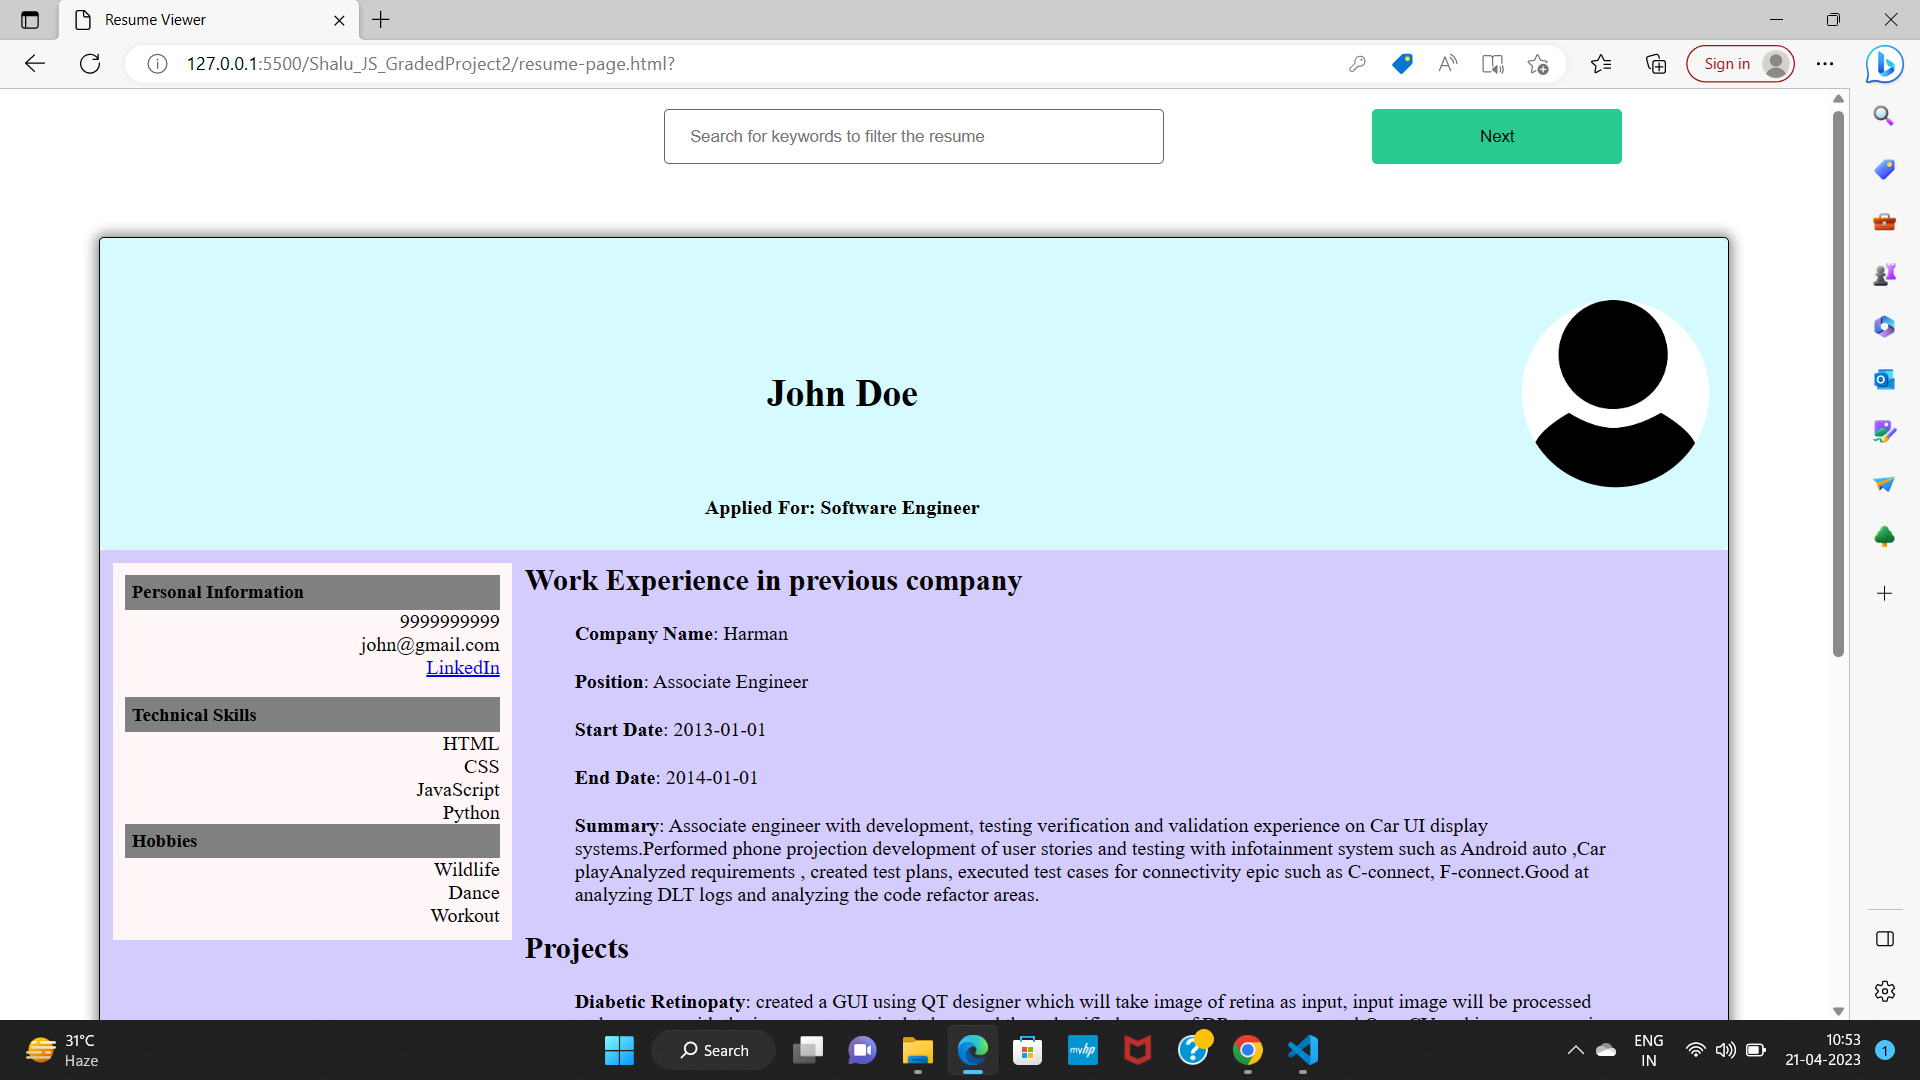 Resume Viewer
127.0.0.1:5500/Shalu_JS_GradedProject2/resume-page.html?
Sign in
Search for keywords to filter the resume
Next
John Doe
Applied For: Software Engineer
Personal Information
9999999999
john@gmail.com
LinkedIn
Technical Skills
HTML
CSS
JavaScript
Python
Hobbies
Wildlife
Dance
Workout
Work Experience in previous company
Company Name: Harman
Position: Associate Engineer
Start Date: 2013-01-01
End Date: 2014-01-01
Summary: Associate engineer with development, testing verification and validation experience on Car UI display
systems.Performed phone projection development of user stories and testing with infotainment system such as Android auto ,Car
playAnalyzed requirements , created test plans, executed test cases for connectivity epic such as C-connect, F-connect.Good at
analyzing DLT logs and analyzing the code refactor areas.
Projects
Diabetic Retinopaty: created a GUI using QT designer which will take image of retina as input, input image will be processed
31°C
Haze
Search
myhp
ENG
IN
10:53
21-04-2023
1